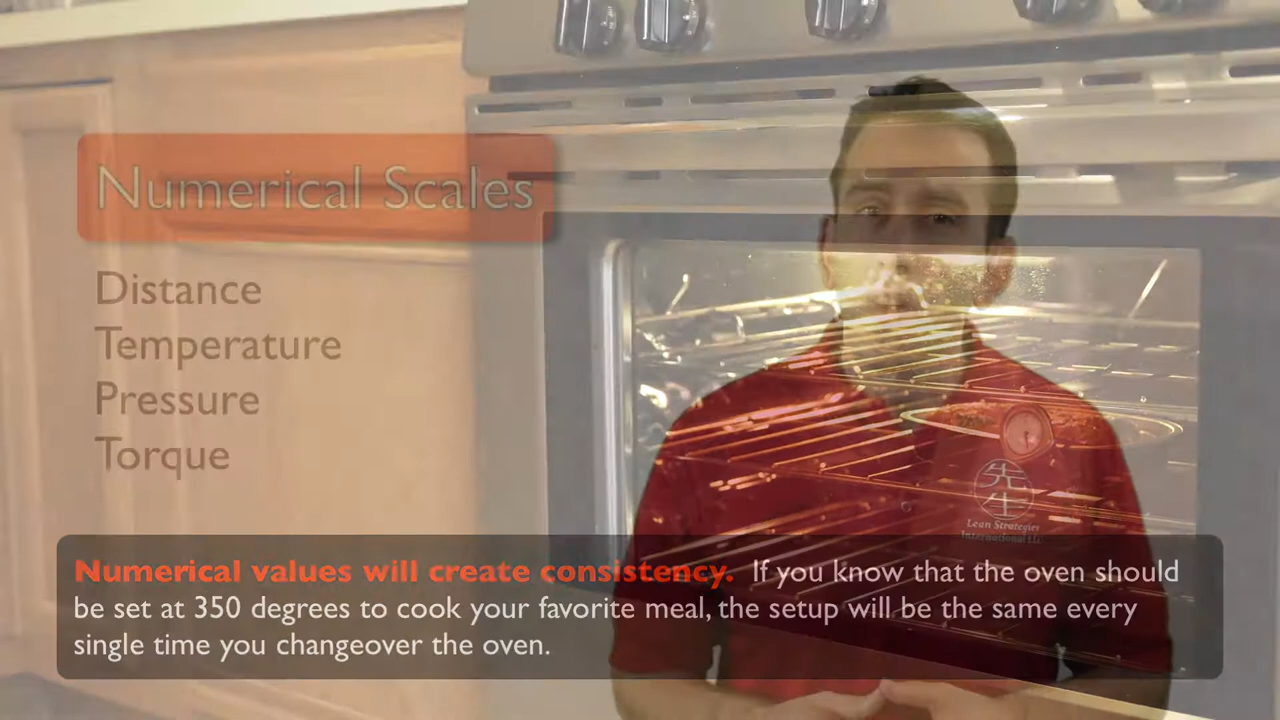 Numerical Scales
Distance
Temperature
Pressure
Torque
先
生
Lean Strategies
International LLC
Numerical values will create consistency. If you know that the oven should
be set at 350 degrees to cook your favorite meal, the setup will be the same every
single time you changeover the oven.